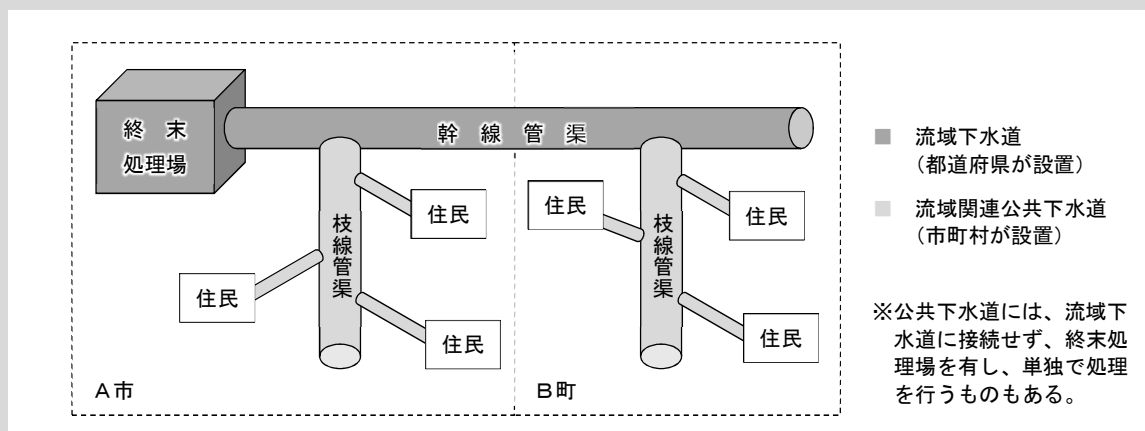 終末
処理場
幹線管渠
枝線管渠
住民
住民
住民
枝線管渠
住民
住民
住民
A市
B町
■ 流域下水道
（都道府県が設置）
■ 流域関連公共下水道
（市町村が設置）
※公共下水道には、流域下
水道に接続せず、終末処
理場を有し、単独で処理
を行うものもある。